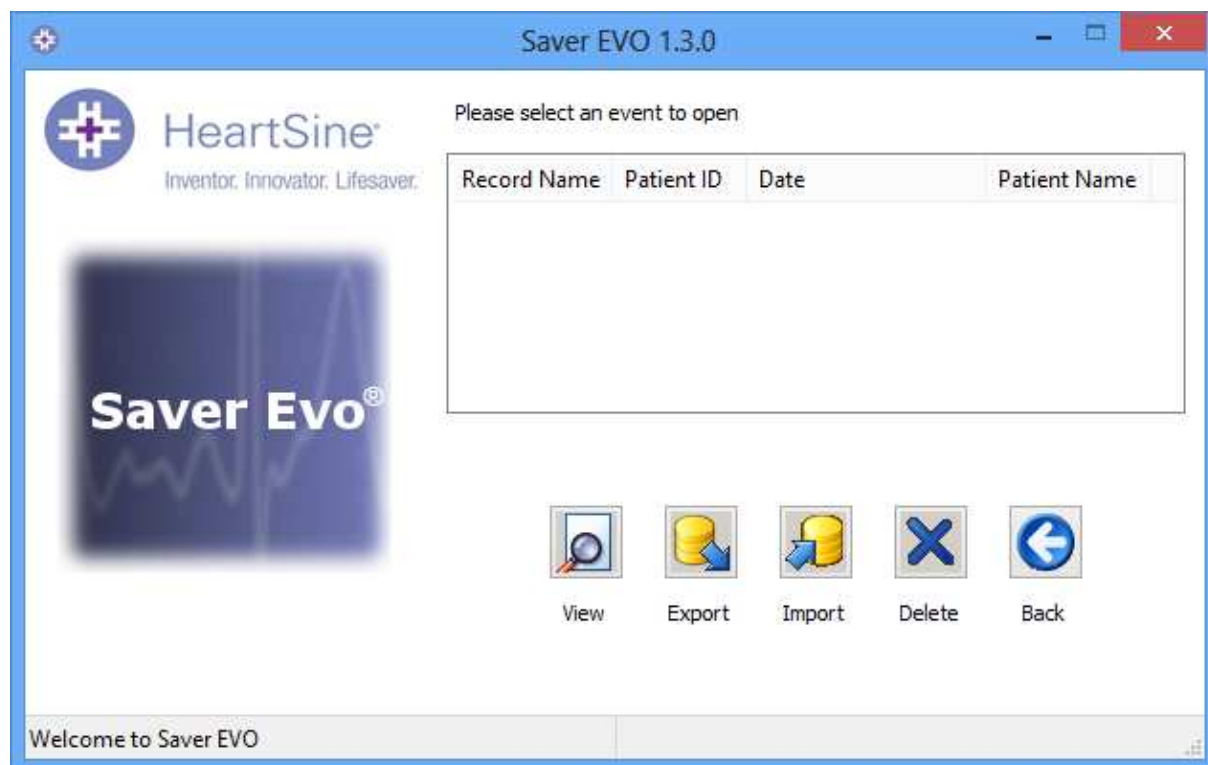 Saver EVO 1.3.0
HeartSine
Inventor. Innovator. Lifesaver.
Please select an event to open
Record Name Patient ID Date Patient Name
Saver Evo®
View Export Import Delete Back
Welcome to Saver EVO